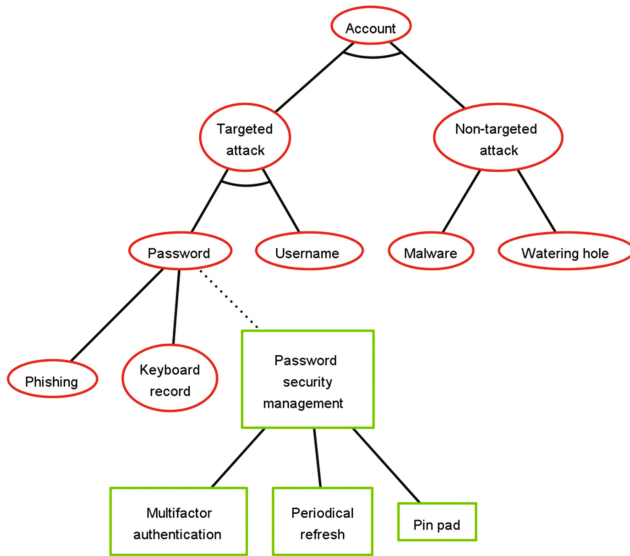 Account
Targeted
attack
Non-targeted
attack
Password
Username
Malware
Watering hole
Phishing
Keyboard
record
Password
security
management
Multifactor
authentication
Periodical
refresh
Pin pad